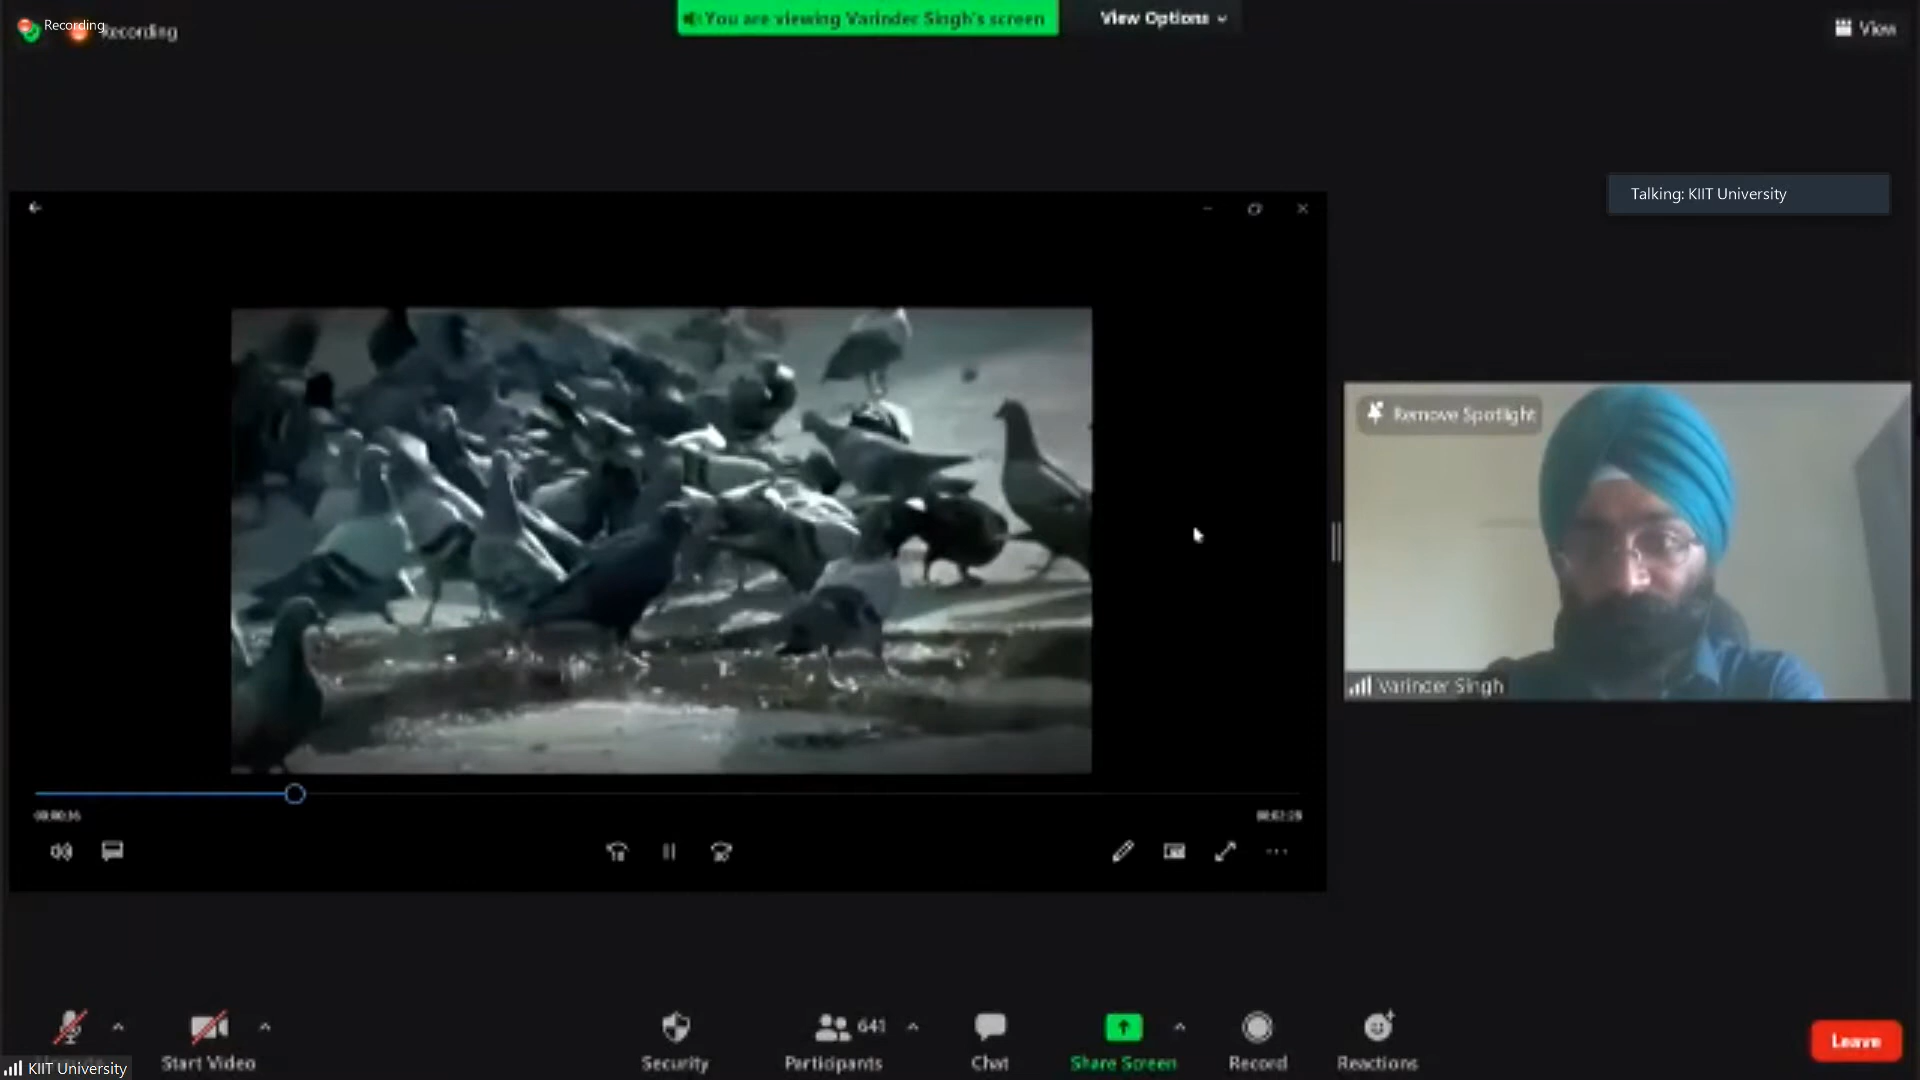 Recording
Recording
You are viewing Varinder Singh's screen
View Options
View
Talking: KIIT University
Remove Spotlight
Varinder Singh
641
Start Video
Security
Participants
Chat
Share Screen
Record
Reactions
Leave
KIIT University